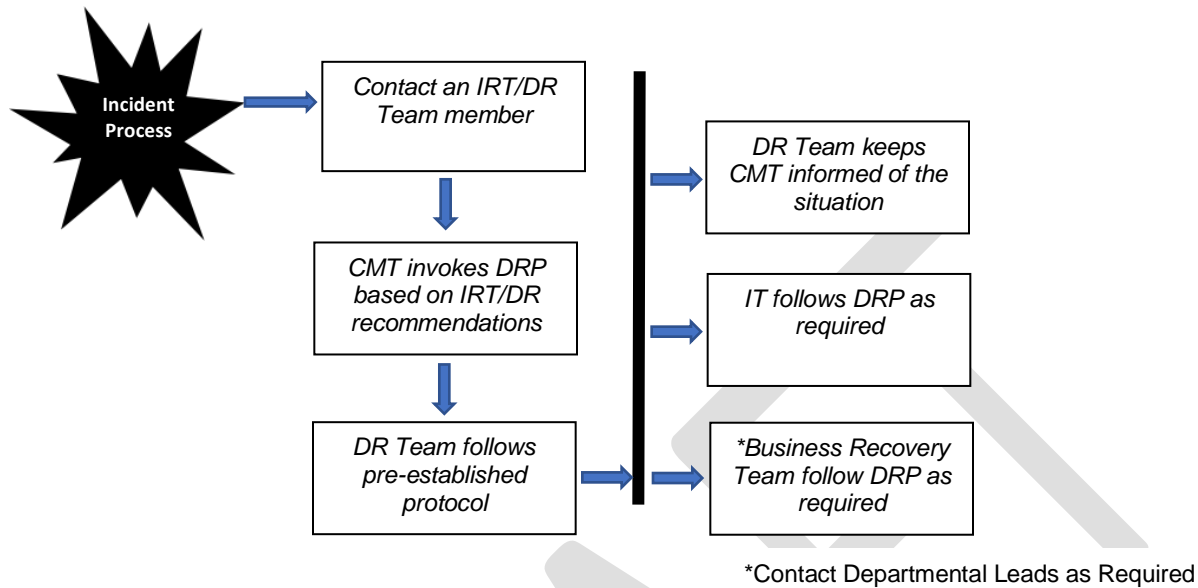 Incident
Process
Contact an IRT/DR
Team member
CMT invokes DRP
based on IRT/DR
recommendations
DR Team follows
pre-established
protocol
DR Team keeps
CMT informed of the
situation
IT follows DRP as
required
*Business Recovery
Team follow DRP as
required
*Contact Departmental Leads as Required